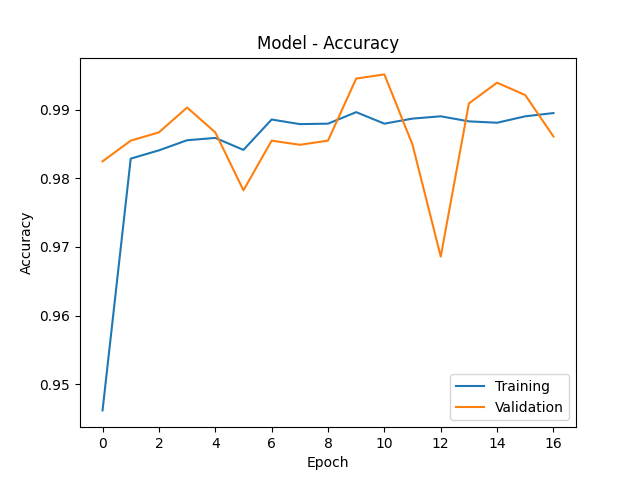 Model - Accuracy
0.99
0.98
0.97
0.96
0.95
Accuracy
0 2 4 6 8 10 12 14 16
Epoch
Training
Validation